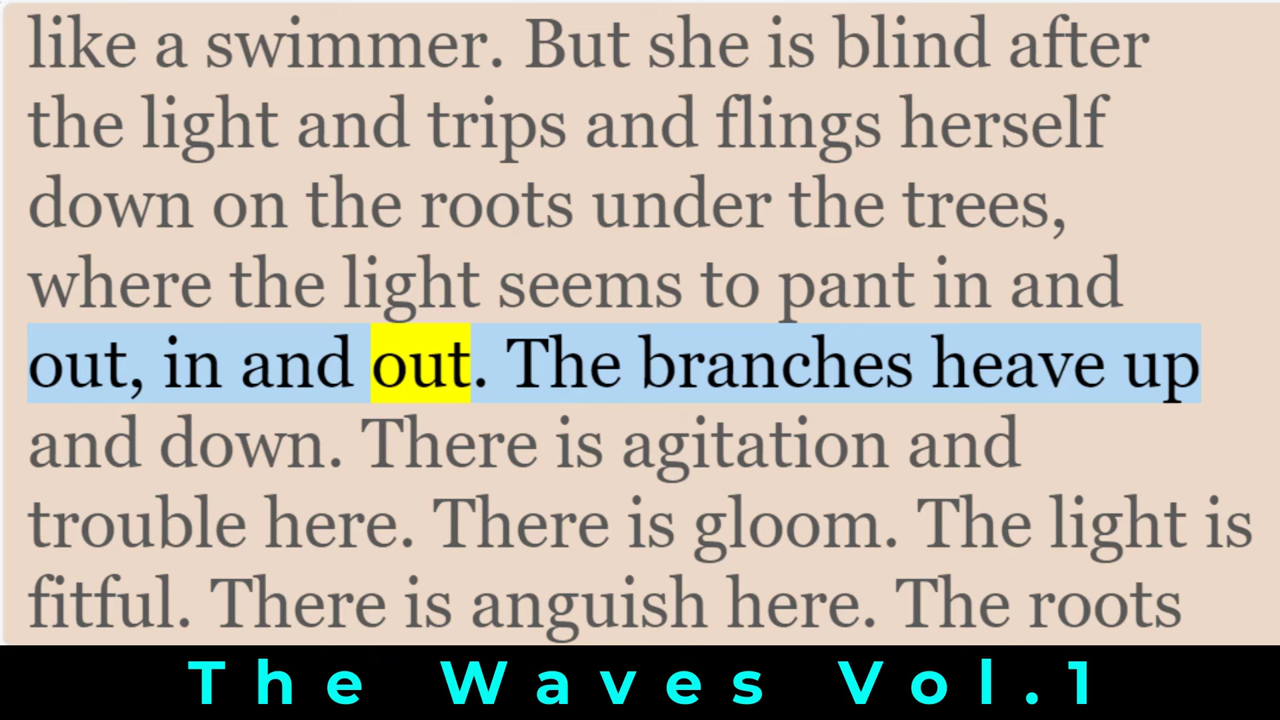 like a swimmer. But she is blind after
the light and trips and flings herself
down on the roots under the trees,
where the light seems to pant in and
out, in and out. The branches heave up
and down. There is agitation and
trouble here. There is gloom. The light is
fitful. There is anguish here. The roots
The Waves Vol.1